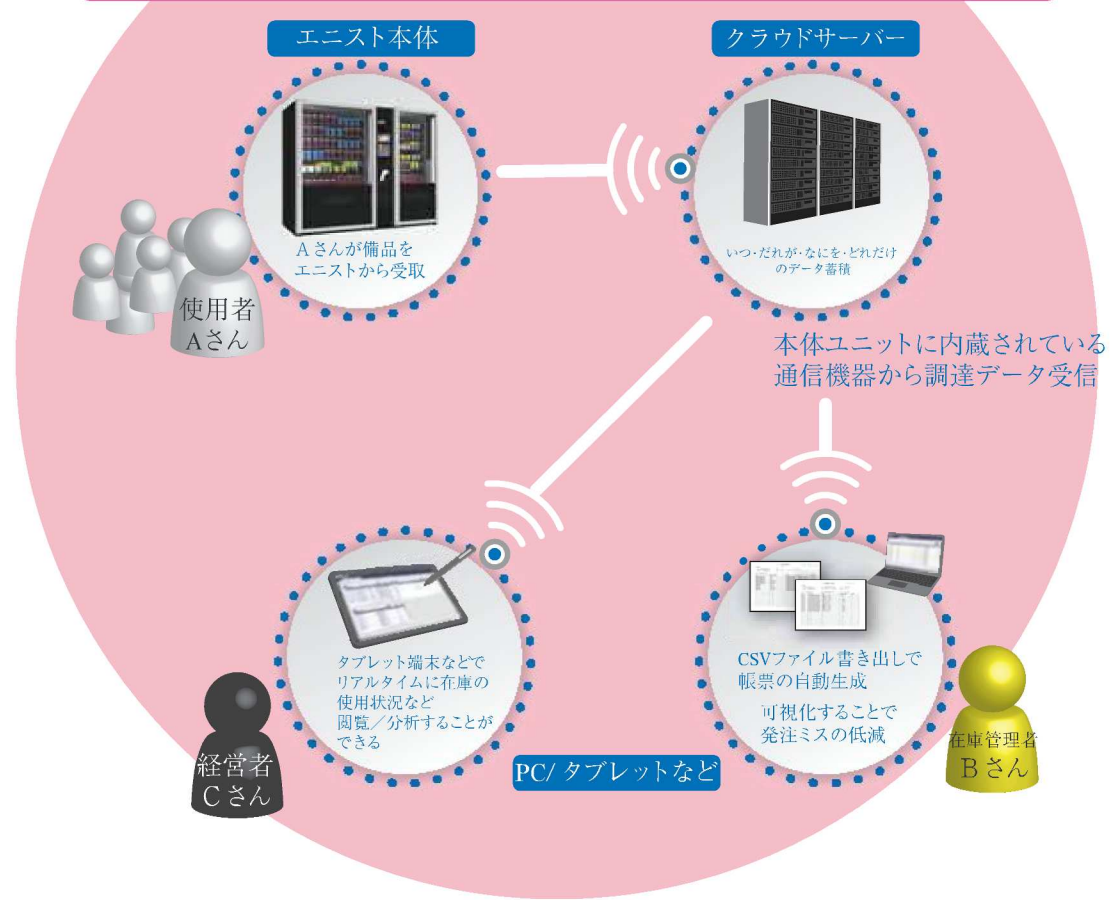 エニスト本体
クラウドサーバー
Aさんが備品を
エニストから受取
いつ・だれが・なにを・どれだけ
のデータ蓄積
使用者
Aさん
本体ユニットに内蔵されている
通信機器から調達データ受信
タブレット端末などで
リアルタイムに在庫の
使用状況など
閲覧／分析することが
できる
CSVファイル書き出しで
帳票の自動生成
可視化することで
発注ミスの低減
経営者
Cさん
PC/タブレットなど
在庫管理者
Bさん